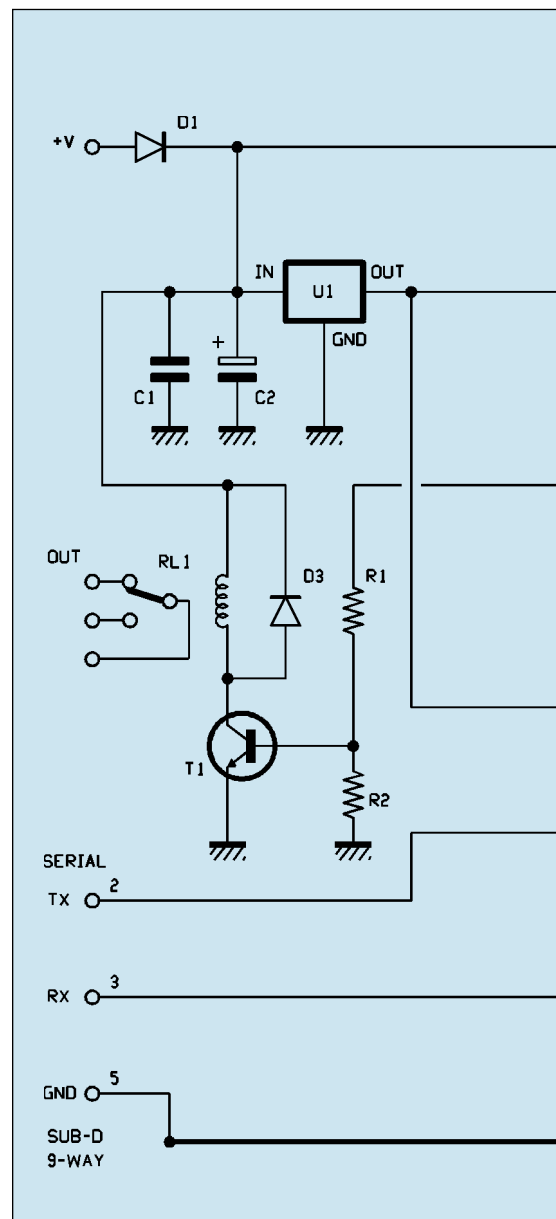 D1
+V
IN
U1
OUT
GND
+
C1
C2
OUT
RL1
D3
R1
T1
R2
SERIAL
TX 2
RX 3
GND 5
SUB-D
9-WAY